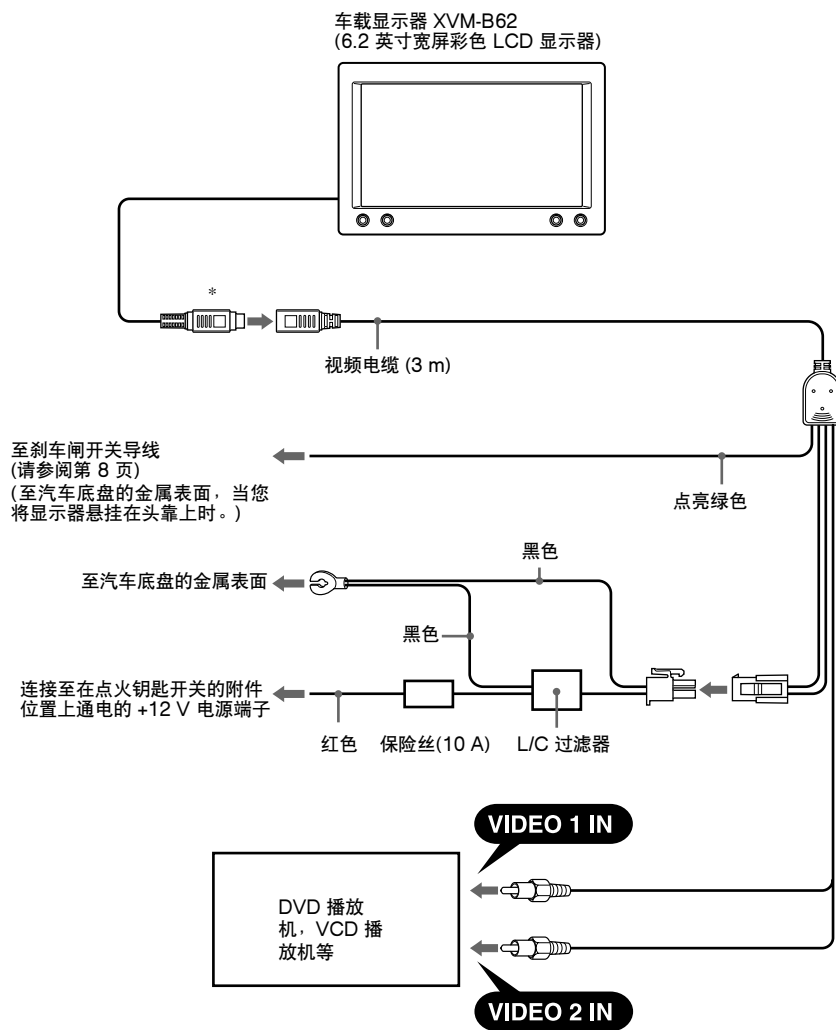 车载显示器 XVM-B62
(6.2 英寸宽屏彩色 LCD 显示器)
*
视频电缆 (3 m)
至刹车闸开关导线
(请参阅第 8 页)
(至汽车底盘的金属表面，当您
将显示器悬挂在头靠上时。)
点亮绿色
黑色
至汽车底盘的金属表面
黑色
连接至在点火钥匙开关的附件
位置上通电的 +12 V 电源端子
红色
保险丝(10 A)
L/C 过滤器
VIDEO 1 IN
DVD 播放
机，VCD 播
放机等
VIDEO 2 IN